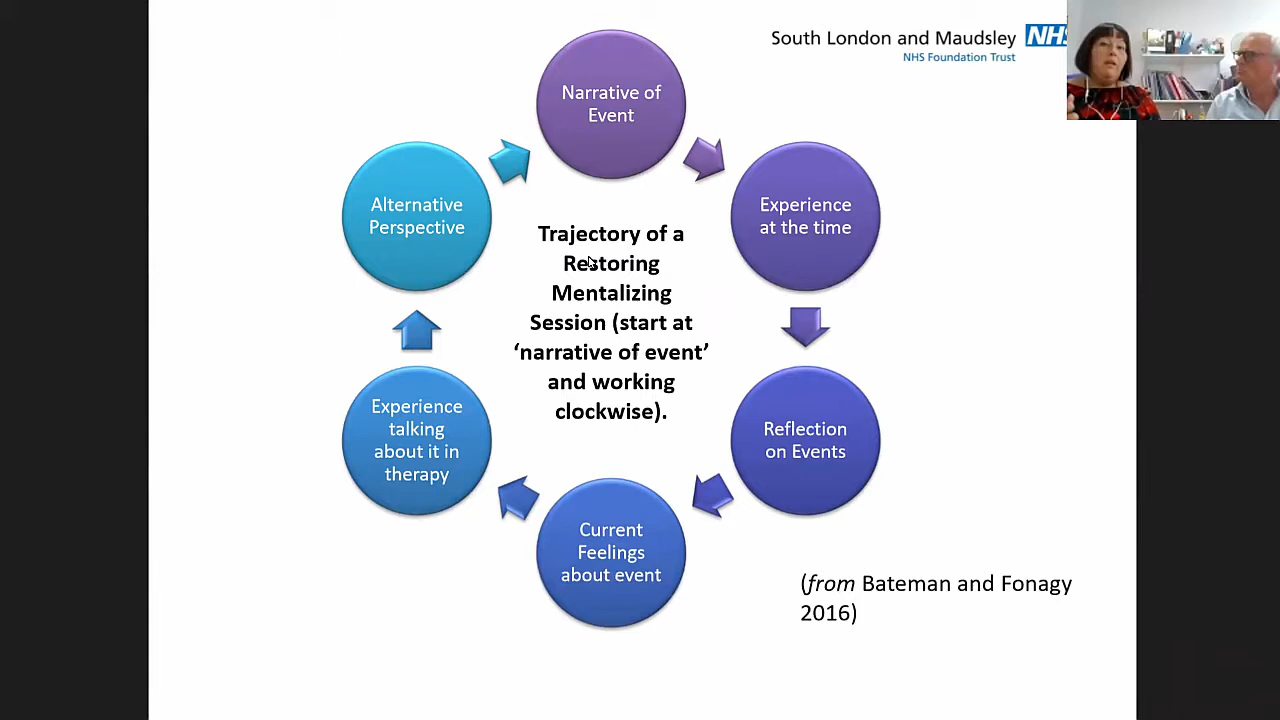 South London and Maudsley NHS
NHS Foundation Trust
Narrative of
Event
Experience
at the time
Reflection
on Events
Current
Feelings
about event
Experience
talking
about it in
therapy
Alternative
Perspective
Trajectory of a
Restoring
Mentalizing
Session (start at
‘narrative of event’
and working
clockwise).
(from Bateman and Fonagy
2016)